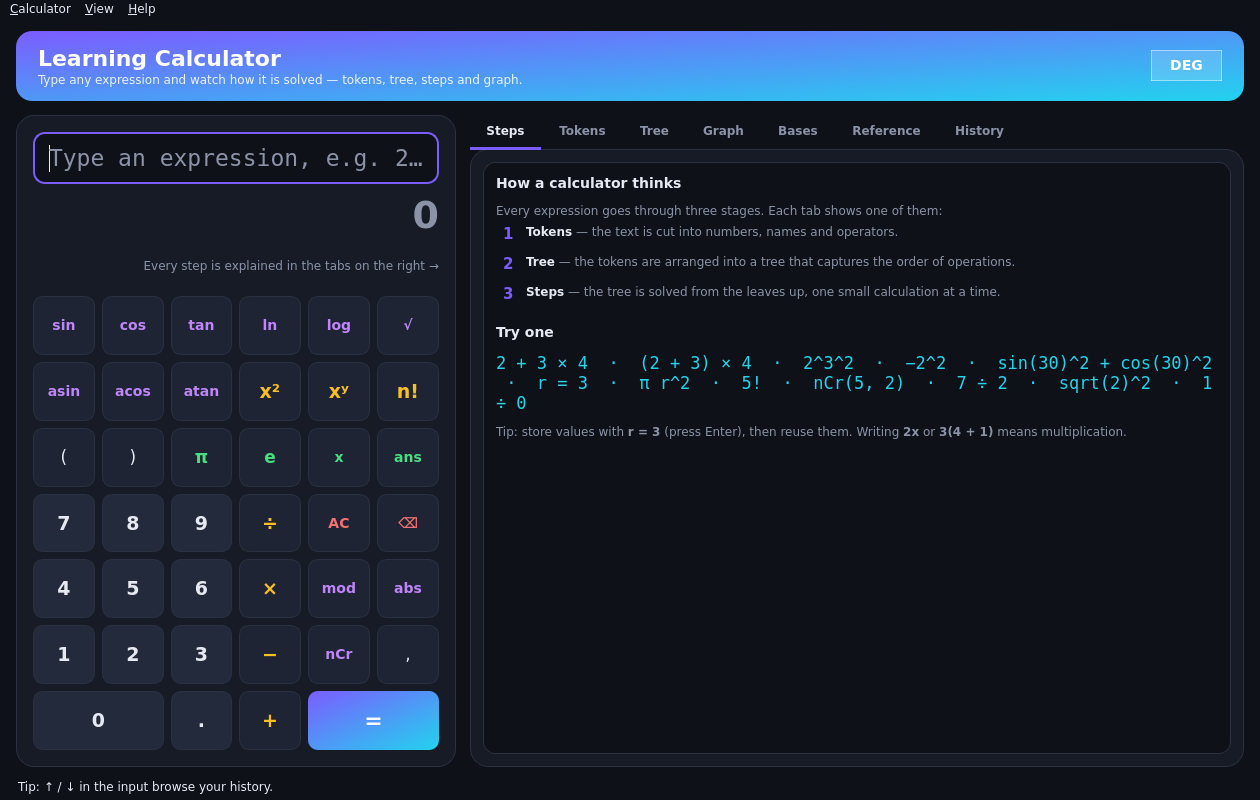 Calculator View Help
Learning Calculator
Type any expression and watch how it is solved — tokens, tree, steps and graph.
DEG
Type an expression, e.g. 2…
0
Every step is explained in the tabs on the right →
sin cos tan ln log √
asin acos atan x² xʸ n!
( ) π e x ans
7 8 9 ÷ AC ⌫
4 5 6 × mod abs
1 2 3 − nCr ,
0 . + =
Steps Tokens Tree Graph Bases Reference History
How a calculator thinks
Every expression goes through three stages. Each tab shows one of them:
1 Tokens — the text is cut into numbers, names and operators.
2 Tree — the tokens are arranged into a tree that captures the order of operations.
3 Steps — the tree is solved from the leaves up, one small calculation at a time.
Try one
2 + 3 × 4 · (2 + 3) × 4 · 2^3^2 · −2^2 · sin(30)^2 + cos(30)^2
· r = 3 · π r^2 · 5! · nCr(5, 2) · 7 ÷ 2 · sqrt(2)^2 · 1
÷ 0
Tip: store values with r = 3 (press Enter), then reuse them. Writing 2x or 3(4 + 1) means multiplication.
Tip: ↑ / ↓ in the input browse your history.